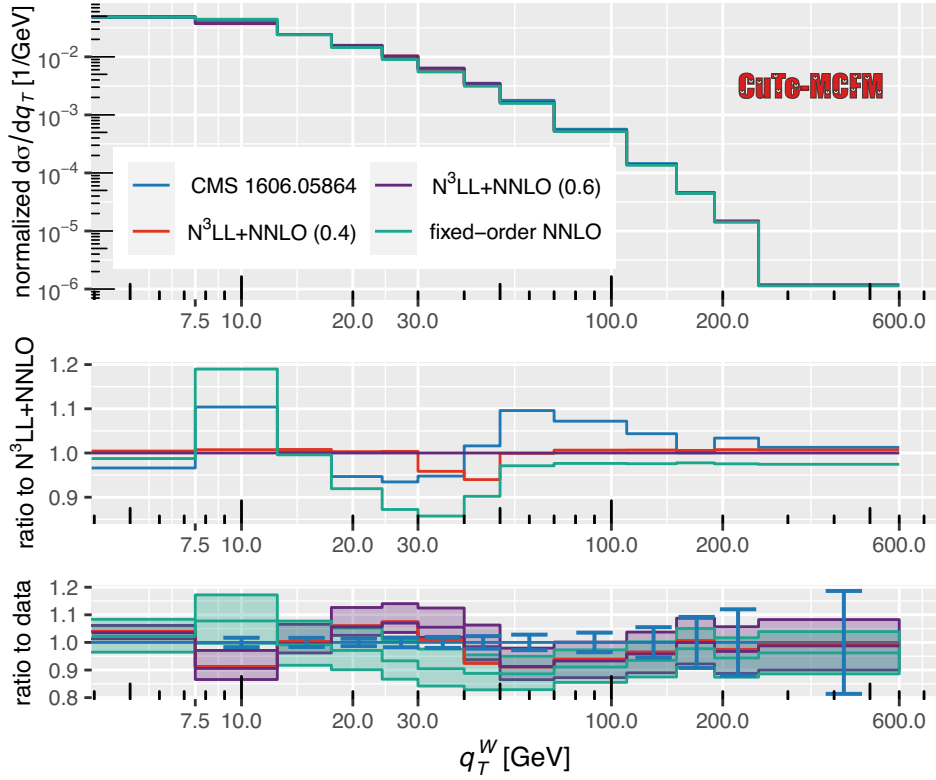 normalized dσ/dq_T [1/GeV]
10^−2
10^−3
10^−4
10^−5
10^−6
CuTe-MCFM
CMS 1606.05864
N³LL+NNLO (0.6)
N³LL+NNLO (0.4)
fixed−order NNLO
7.5 10.0 20.0 30.0 100.0 200.0 600.0
ratio to N³LL+NNLO
1.2
1.1
1.0
0.9
7.5 10.0 20.0 30.0 100.0 200.0 600.0
ratio to data
1.2
1.1
1.0
0.9
0.8
7.5 10.0 20.0 30.0 100.0 200.0 600.0
q_T^W [GeV]